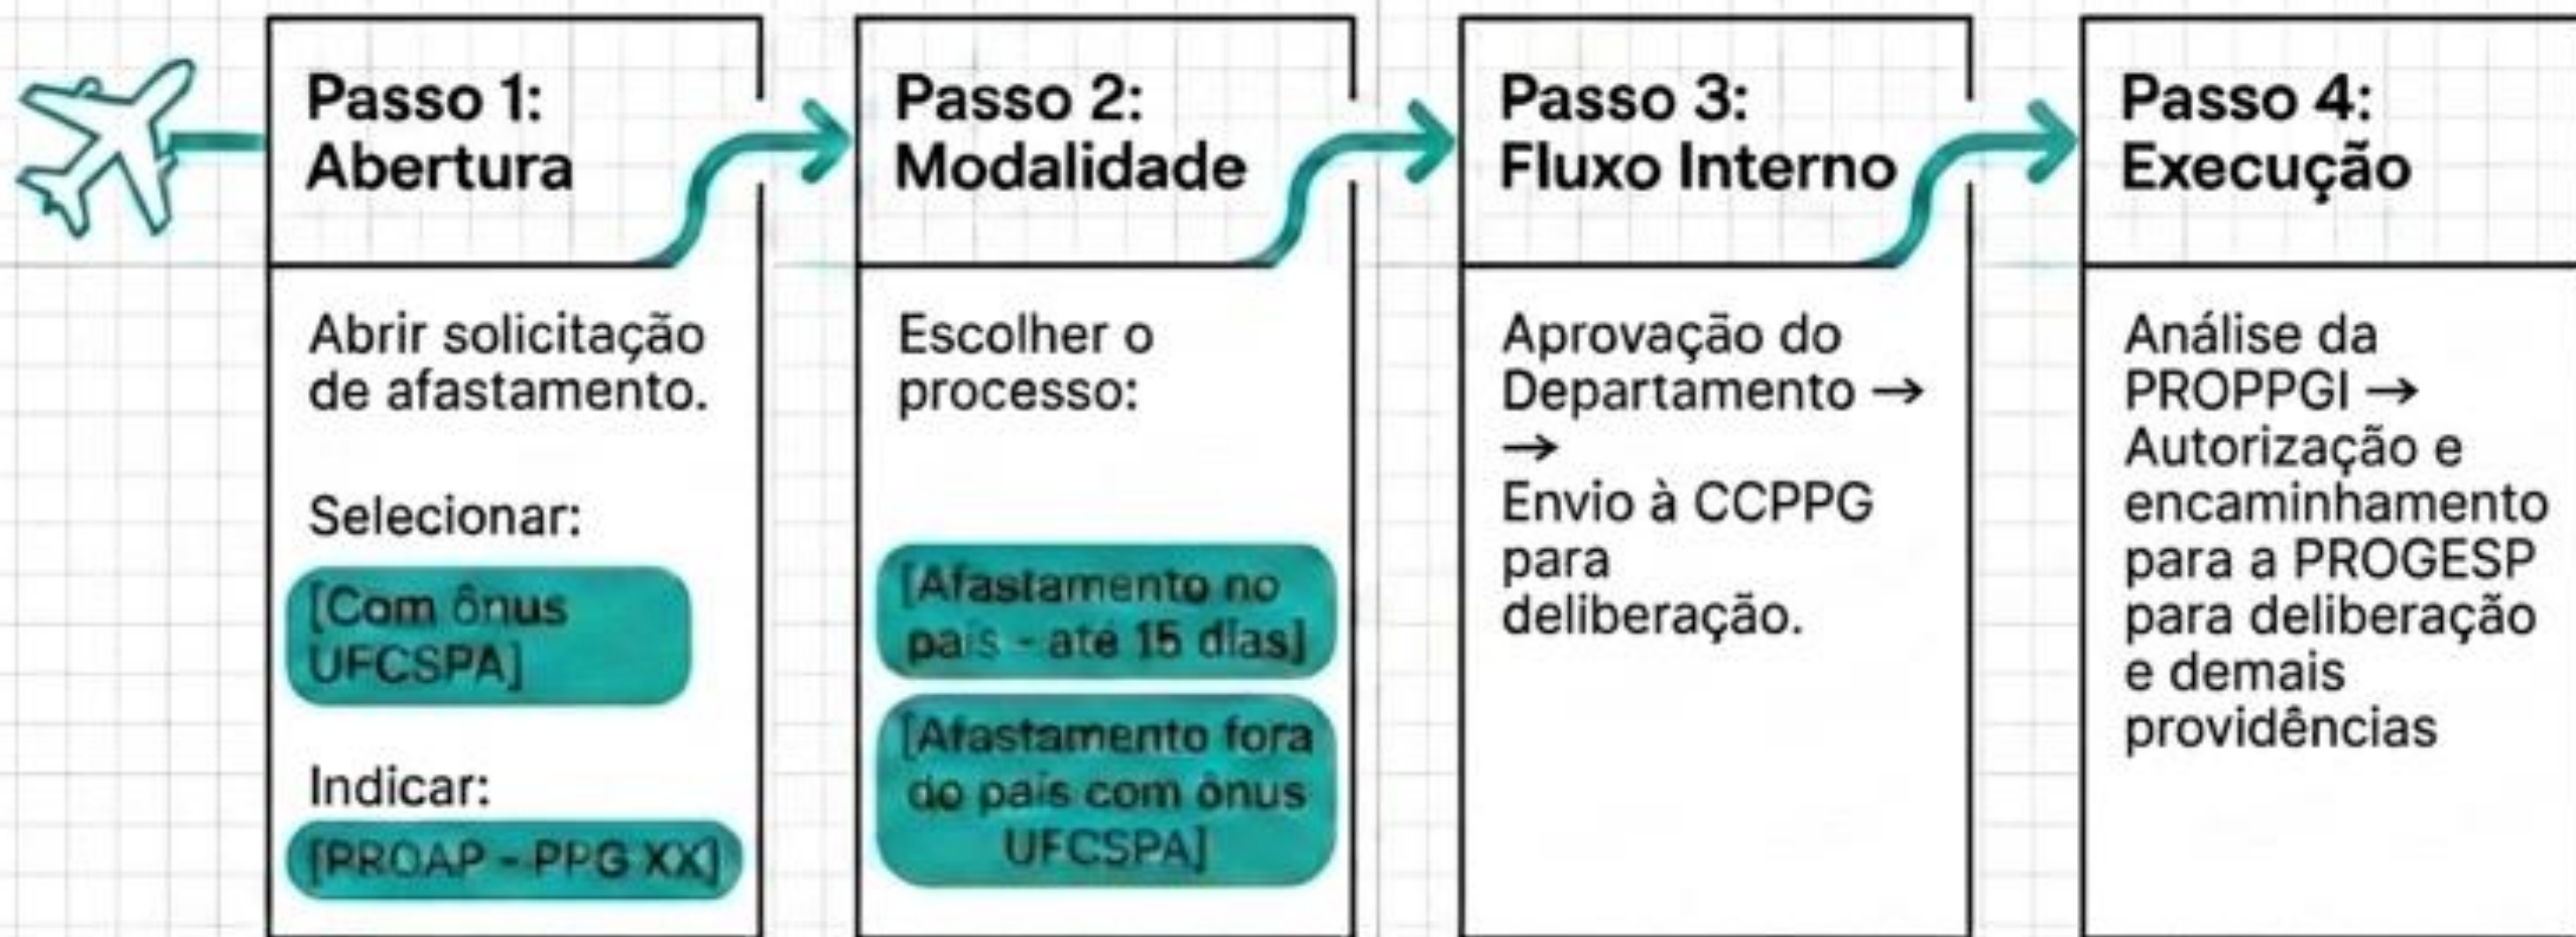 Passo 1:
Abertura
Abrir solicitação
de afastamento.
Selecionar:
[Com ônus
UFCSPA]
Indicar:
[PROAP - PPG XX]
Passo 2:
Modalidade
Escolher o
processo:
[Afastamento no
país - até 15 dias]
[Afastamento fora
do país com ônus
UFCSPA]
Passo 3:
Fluxo Interno
Aprovação do
Departamento →
→
Envio à CCPPG
para
deliberação.
Passo 4:
Execução
Análise da
PROPPGI →
Autorização e
encaminhamento
para a PROGESP
para deliberação
e demais
providências